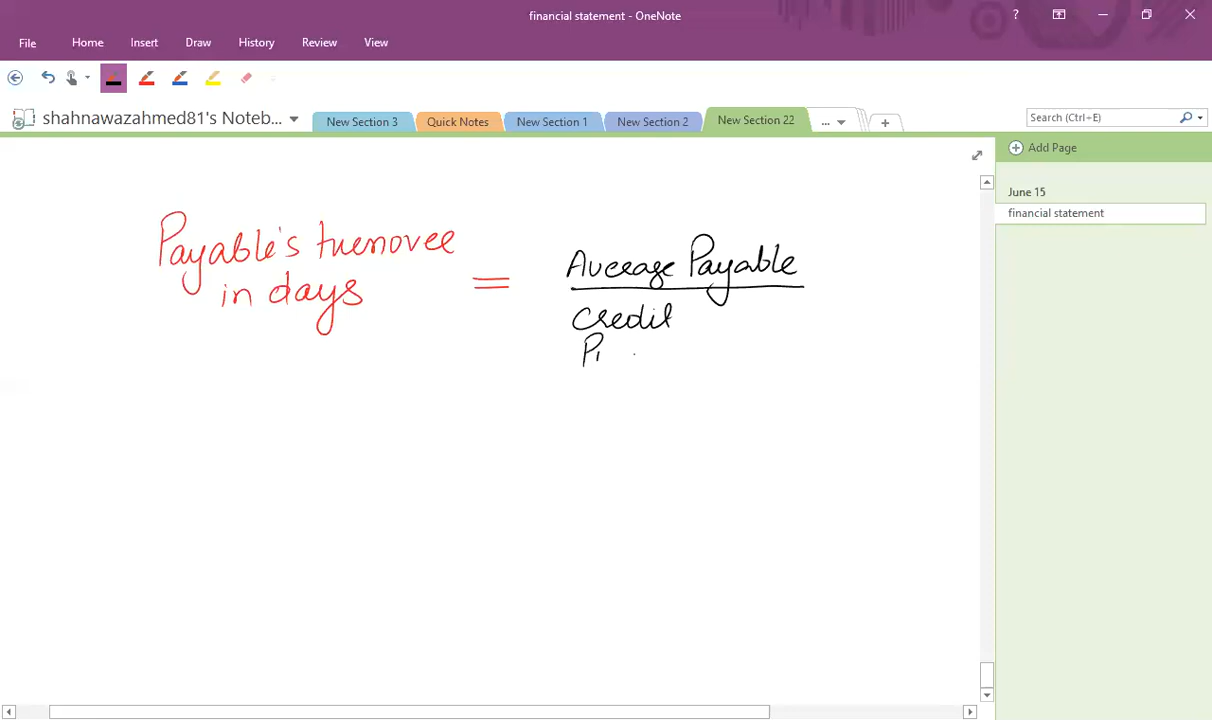 financial statement - OneNote
?
File Home Insert Draw History Review View
shahnawazahmed81's Noteb...
New Section 3
Quick Notes
New Section 1
New Section 2
New Section 22
...
+
Search (Ctrl+E)
Add Page
June 15
financial statement
Payable's turnover
in days
=
Average Payable
Credit